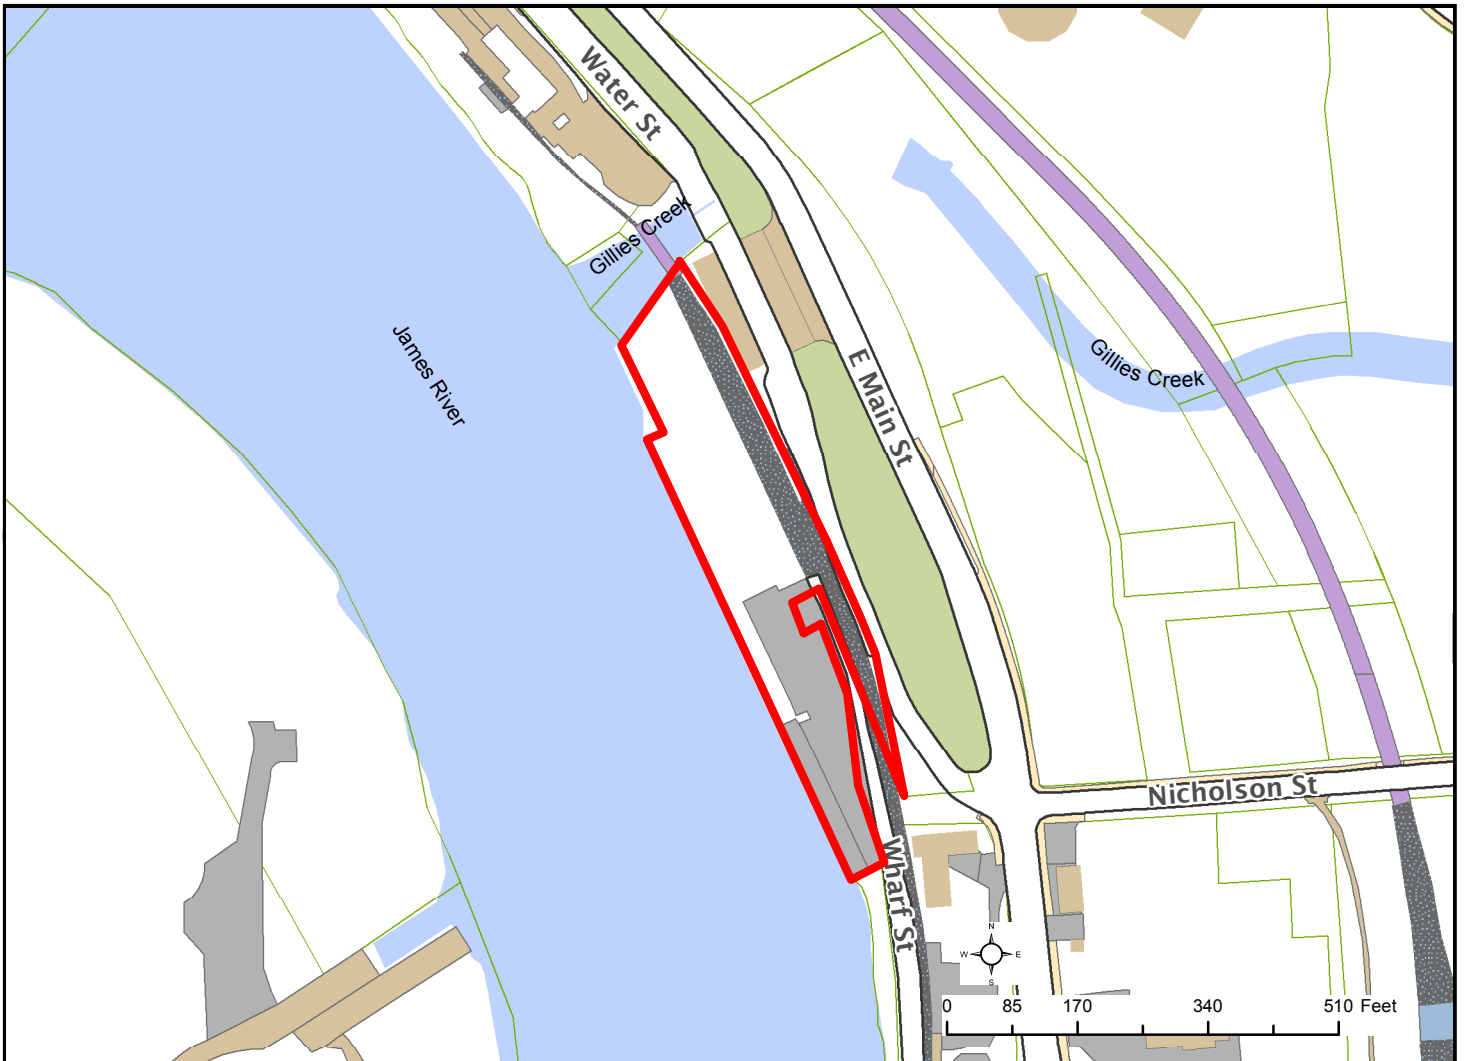 Water St
Gillies Creek
James River
E Main St
Gillies Creek
Nicholson St
Wharf St
N
W E
S
0 85 170 340 510 Feet